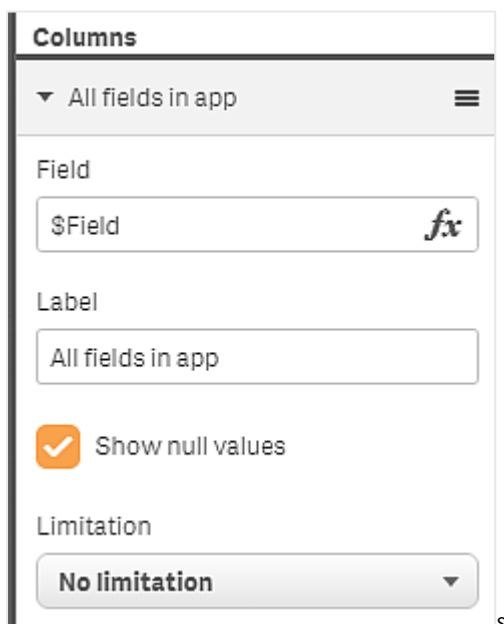 Columns
All fields in app
Field
$Field fx
Label
All fields in app
Show null values
Limitation
No limitation